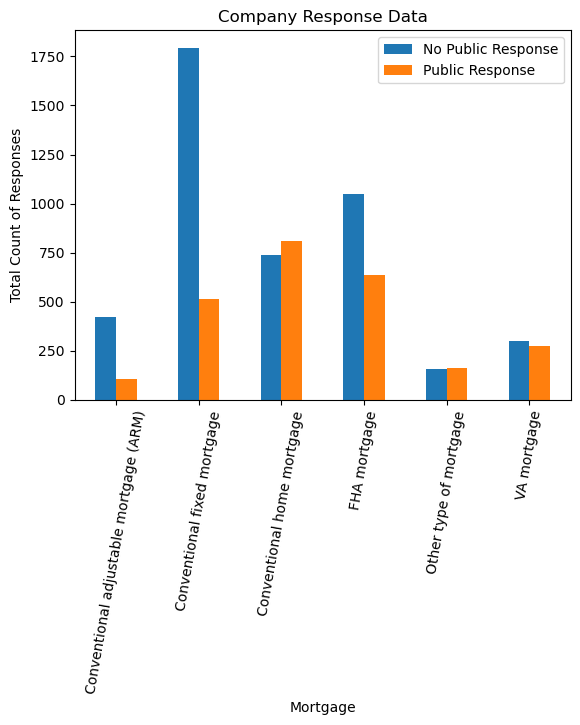 Company Response Data
No Public Response
Public Response
Total Count of Responses
1750
1500
1250
1000
750
500
250
0
Conventional adjustable mortgage (ARM)
Conventional fixed mortgage
Conventional home mortgage
FHA mortgage
Other type of mortgage
VA mortgage
Mortgage